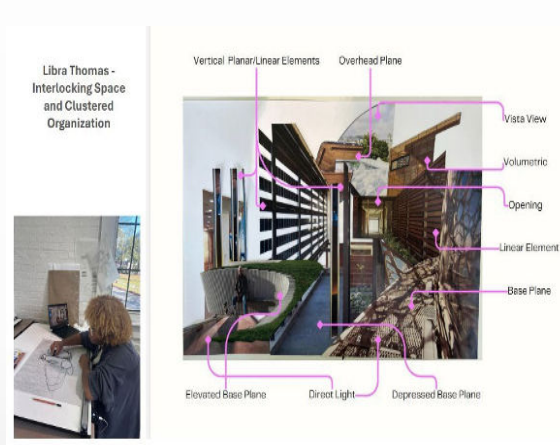 Libra Thomas -
Interlocking Space
and Clustered
Organization
Vertical Planar/Linear Elements
Overhead Plane
Vista View
Volumetric
Opening
Linear Element
Base Plane
Elevated Base Plane
Direct Light
Depressed Base Plane